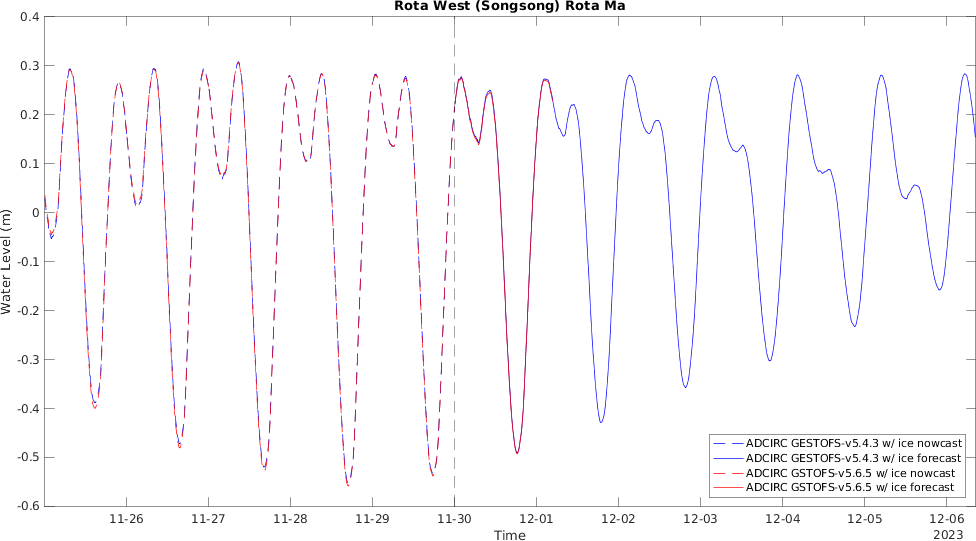 Rota West (Songsong) Rota Ma
0.4
0.3
0.2
0.1
0
-0.1
-0.2
-0.3
-0.4
-0.5
-0.6
Water Level (m)
ADCIRC GESTOFS-v5.4.3 w/ ice nowcast
ADCIRC GESTOFS-v5.4.3 w/ ice forecast
ADCIRC GSTOFS-v5.6.5 w/ ice nowcast
ADCIRC GSTOFS-v5.6.5 w/ ice forecast
11-26 11-27 11-28 11-29 11-30 12-01 12-02 12-03 12-04 12-05 12-06
2023
Time